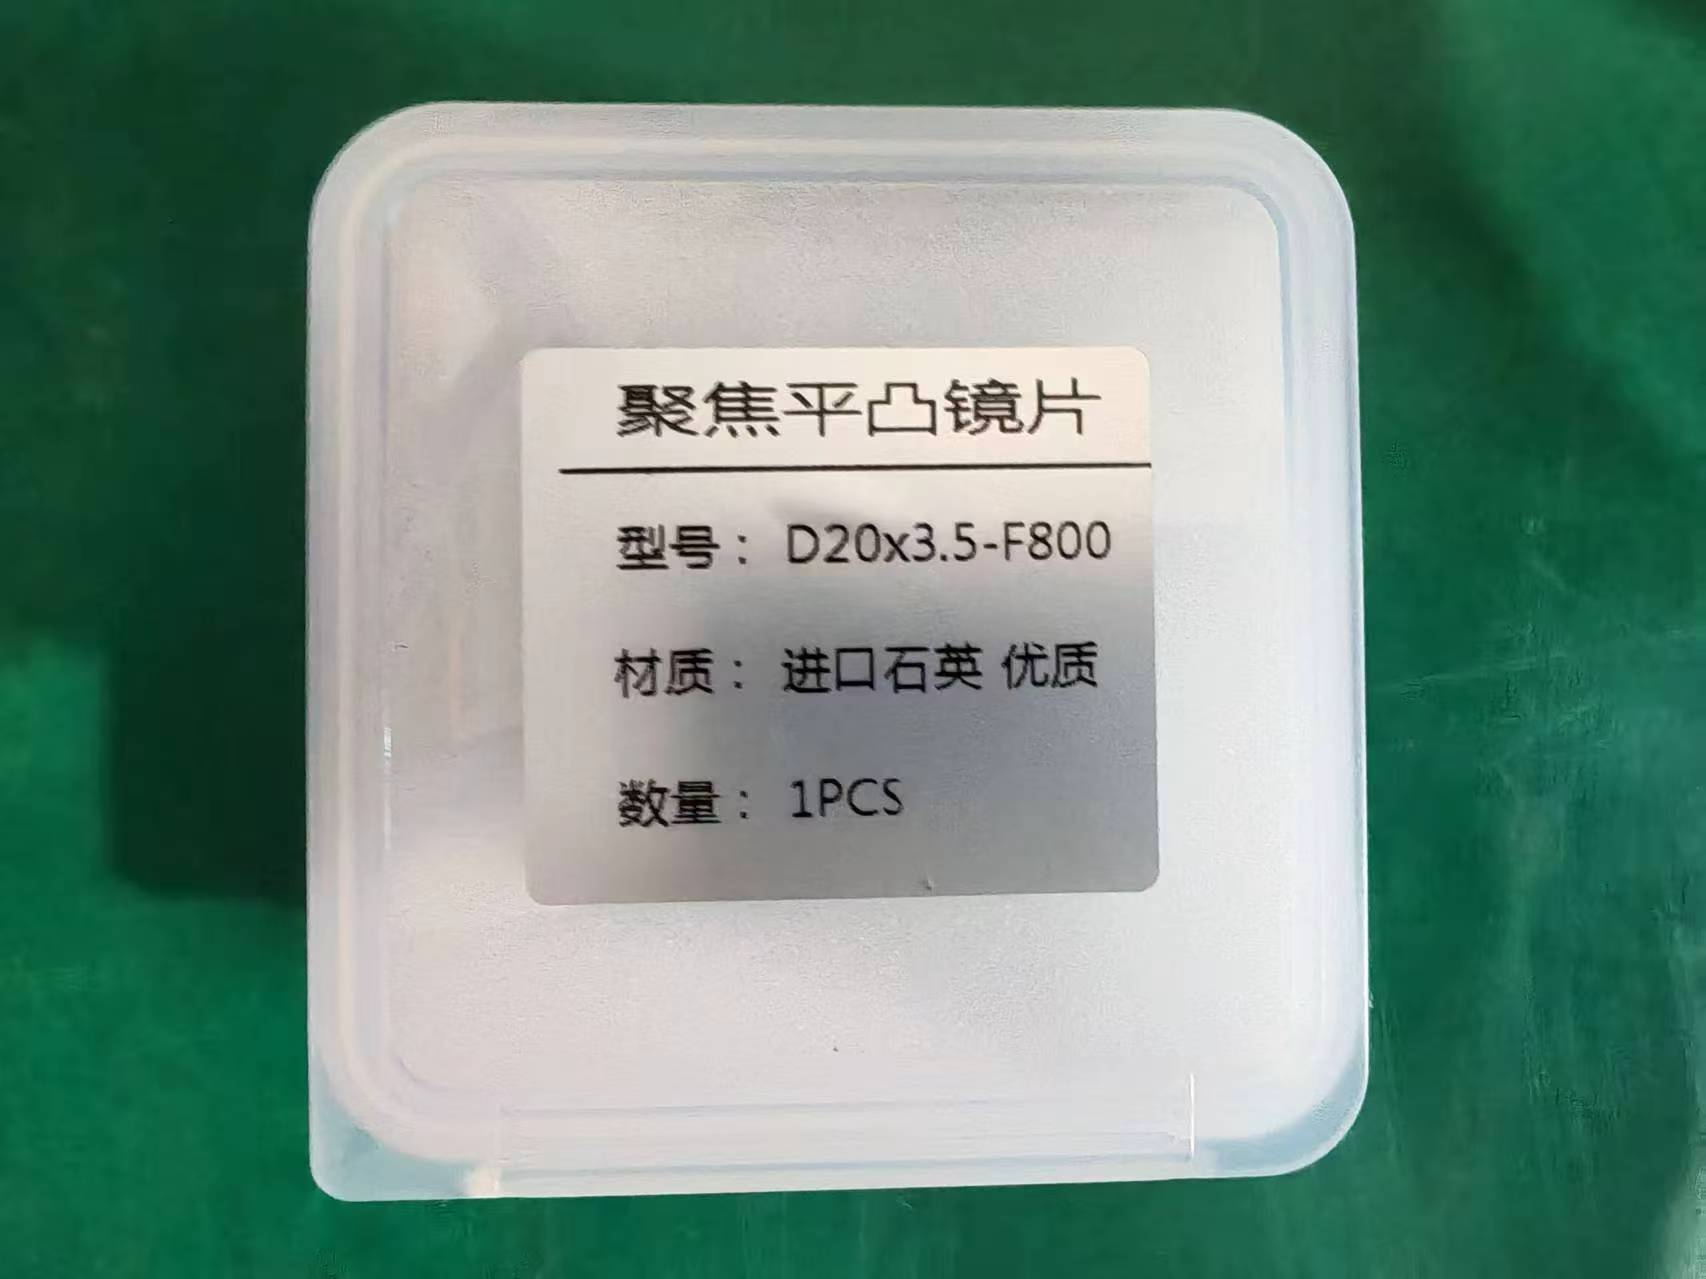 聚焦平凸镜片
型号： D20x3.5-F800
材质： 进口石英 优质
数量： 1PCS